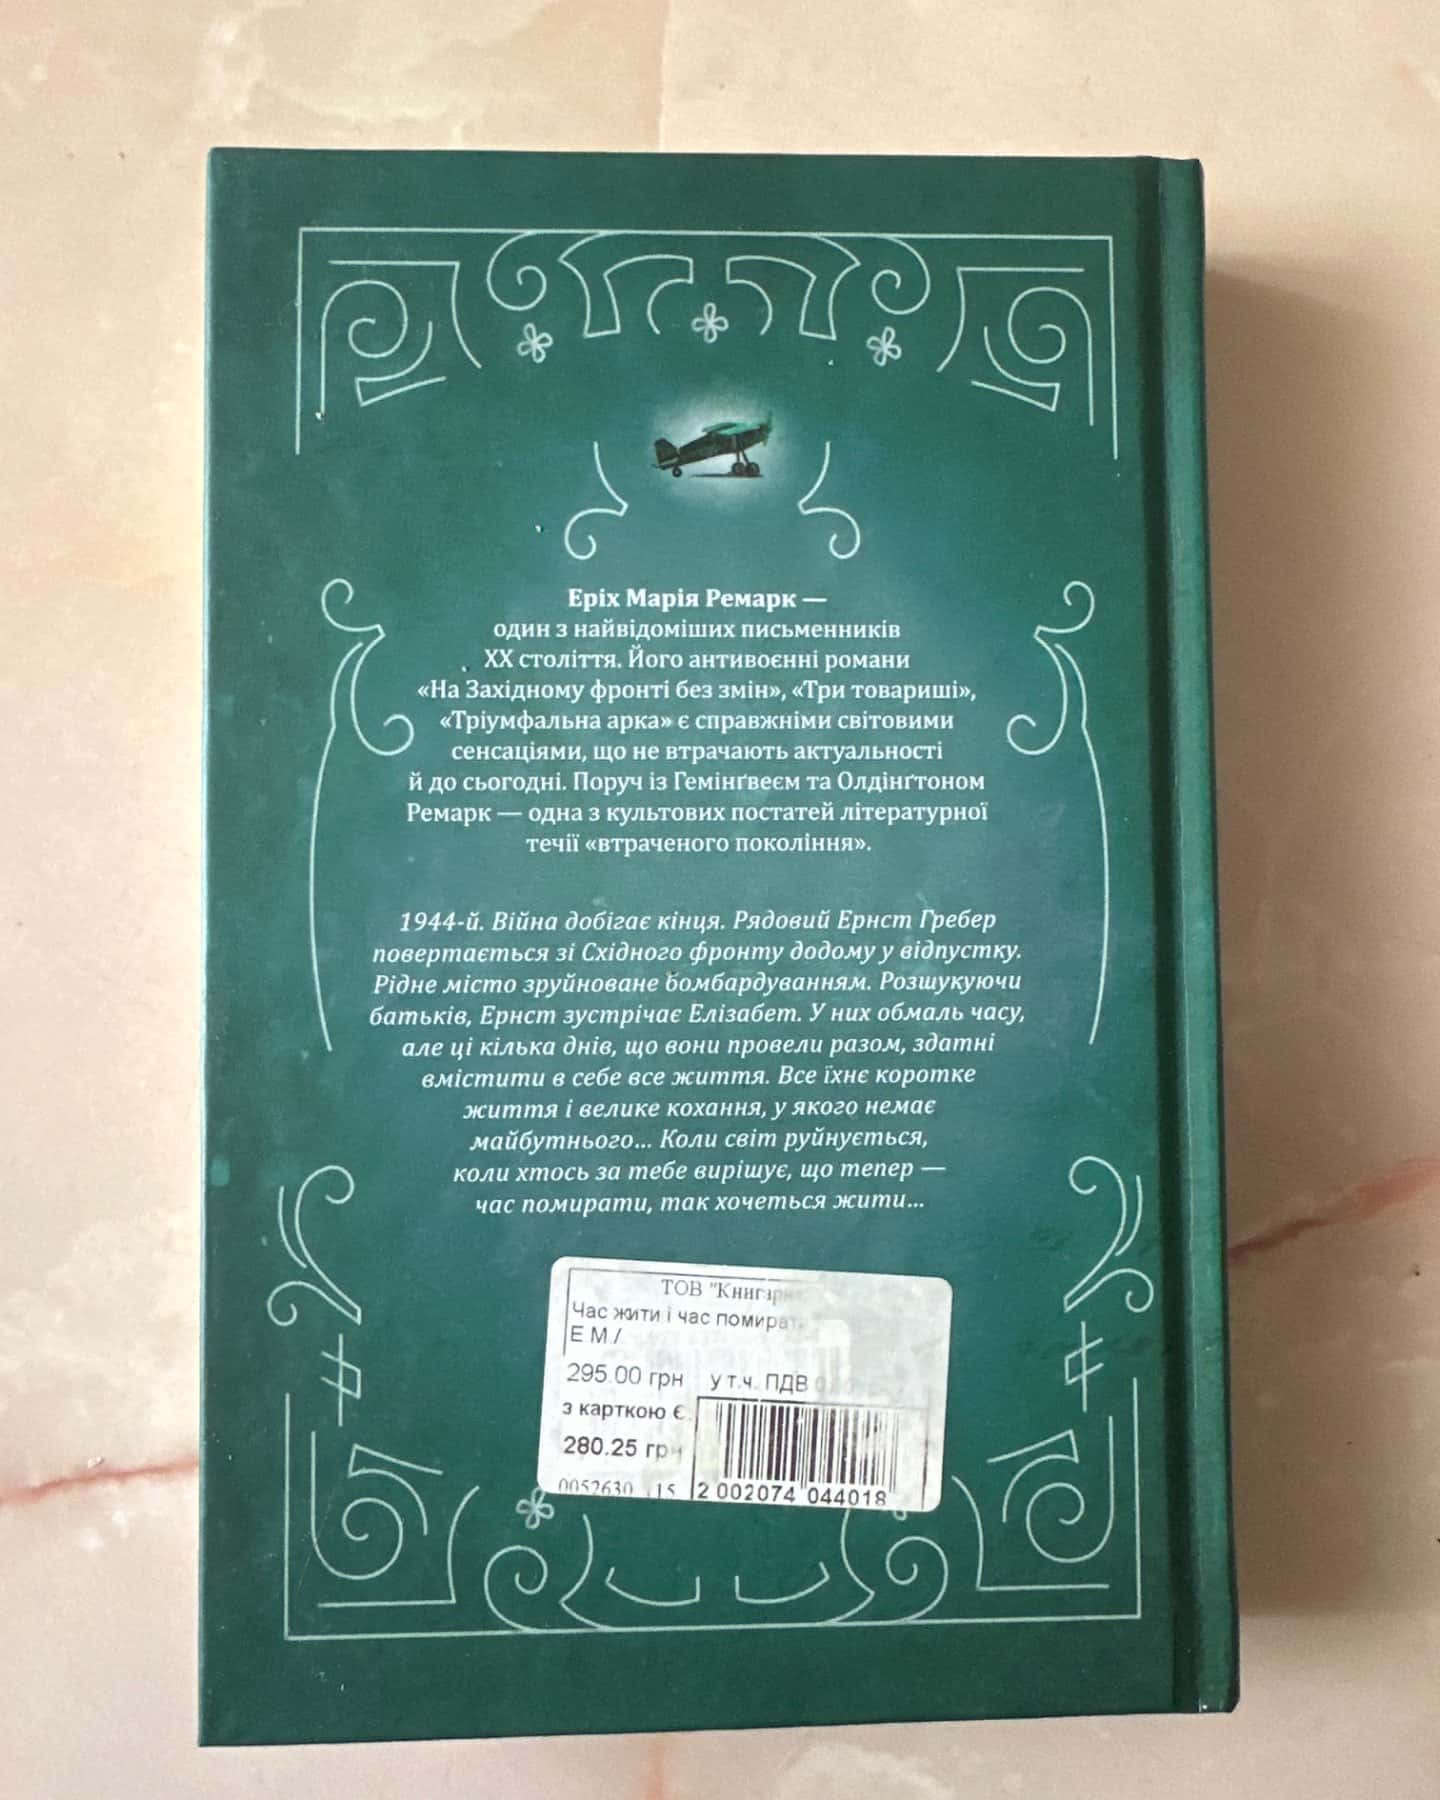 Еріх Марія Ремарк —
один з найвідоміших письменників
ХХ століття. Його антивоєнні романи
«На Західному фронті без змін», «Три товариші»,
«Тріумфальна арка» є справжніми світовими
сенсаціями, що не втрачають актуальності
й до сьогодні. Поруч із Гемінґвеєм та Олдінґтоном
Ремарк — одна з культових постатей літературної
течії «втраченого покоління».
1944-й. Війна добігає кінця. Рядовий Ернст Гребер
повертається зі Східного фронту додому у відпустку.
Рідне місто зруйноване бомбардуванням. Розшукуючи
батьків, Ернст зустрічає Елізабет. У них обмаль часу,
але ці кілька днів, що вони провели разом, здатні
вмістити в себе все життя. Все їхнє коротке
життя і велике кохання, у якого немає
майбутнього... Коли світ руйнується,
коли хтось за тебе вирішує, що тепер —
час помирати, так хочеться жити...
ТОВ "Книгарня
Час жити і час помирати
Е.М./
295.00 грн у т.ч. ПДВ
з карткою Є
280.25 грн
0052630 15
2 002074 044018